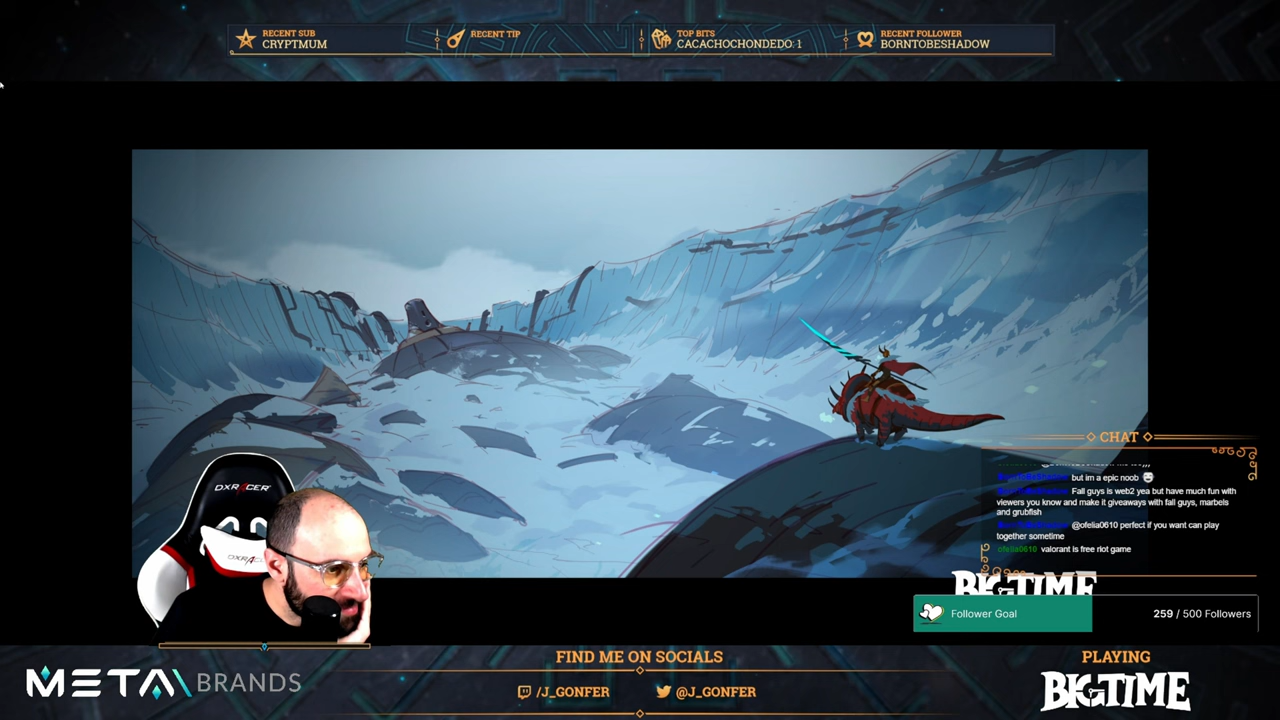 RECENT SUB
CRYPTMUM
RECENT TIP
TOP BITS
CACACHOCHONDEDO: 1
RECENT FOLLOWER
BORNTOBESHADOW
CHAT
but im a epic noob
Fall guys is web2 yea but have much fun with
viewers you know and make it giveaways with fall guys, marbels
and grubfish
@ofelia0610 perfect if you want can play
together sometime
ofelia0610 valorant is free riot game
BIGTIME
Follower Goal
259 / 500 Followers
DXRACER
DXRACER
META BRANDS
FIND ME ON SOCIALS
/J_GONFER
@J_GONFER
PLAYING
BIGTIME